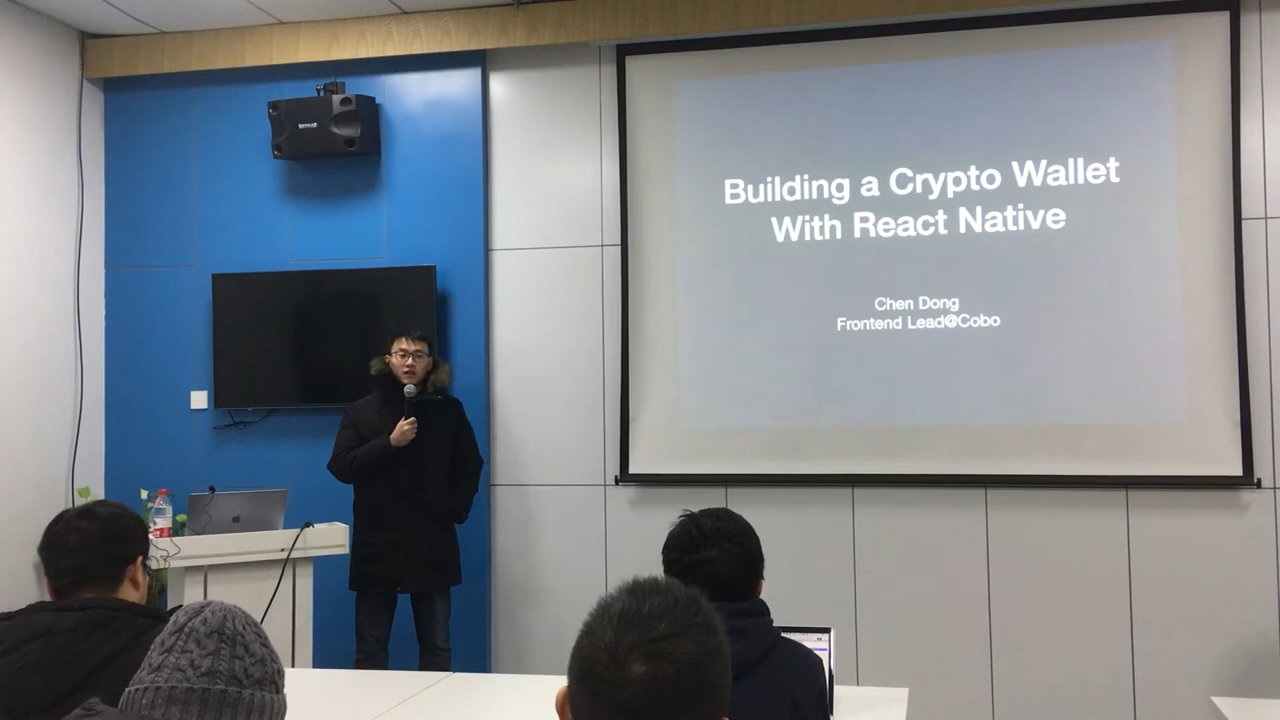 Building a Crypto Wallet
With React Native
Chen Dong
Frontend Lead@Cobo